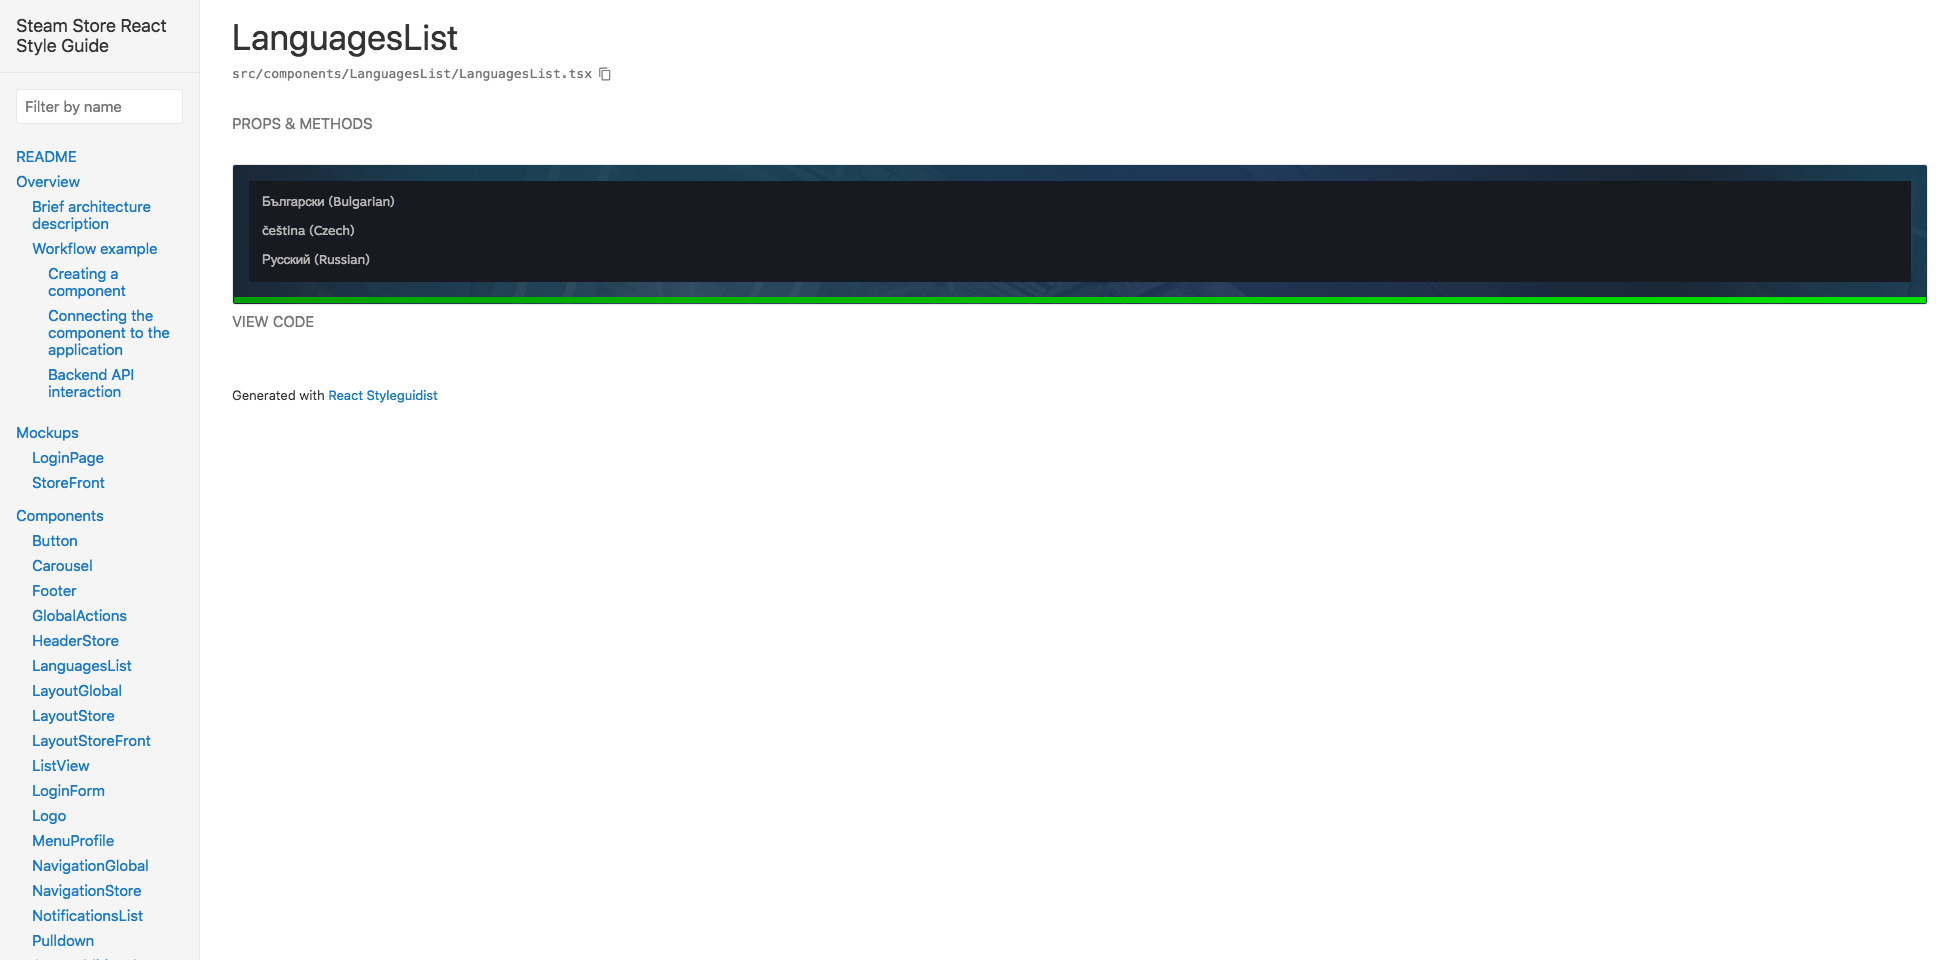 Steam Store React
Style Guide
Filter by name
README
Overview
Brief architecture
description
Workflow example
Creating a
component
Connecting the
component to the
application
Backend API
interaction
Mockups
LoginPage
StoreFront
Components
Button
Carousel
Footer
GlobalActions
HeaderStore
LanguagesList
LayoutGlobal
LayoutStore
LayoutStoreFront
ListView
LoginForm
Logo
MenuProfile
NavigationGlobal
NavigationStore
NotificationsList
Pulldown
LanguagesList
src/components/LanguagesList/LanguagesList.tsx
PROPS & METHODS
Български (Bulgarian)
čeština (Czech)
Русский (Russian)
VIEW CODE
Generated with React Styleguidist